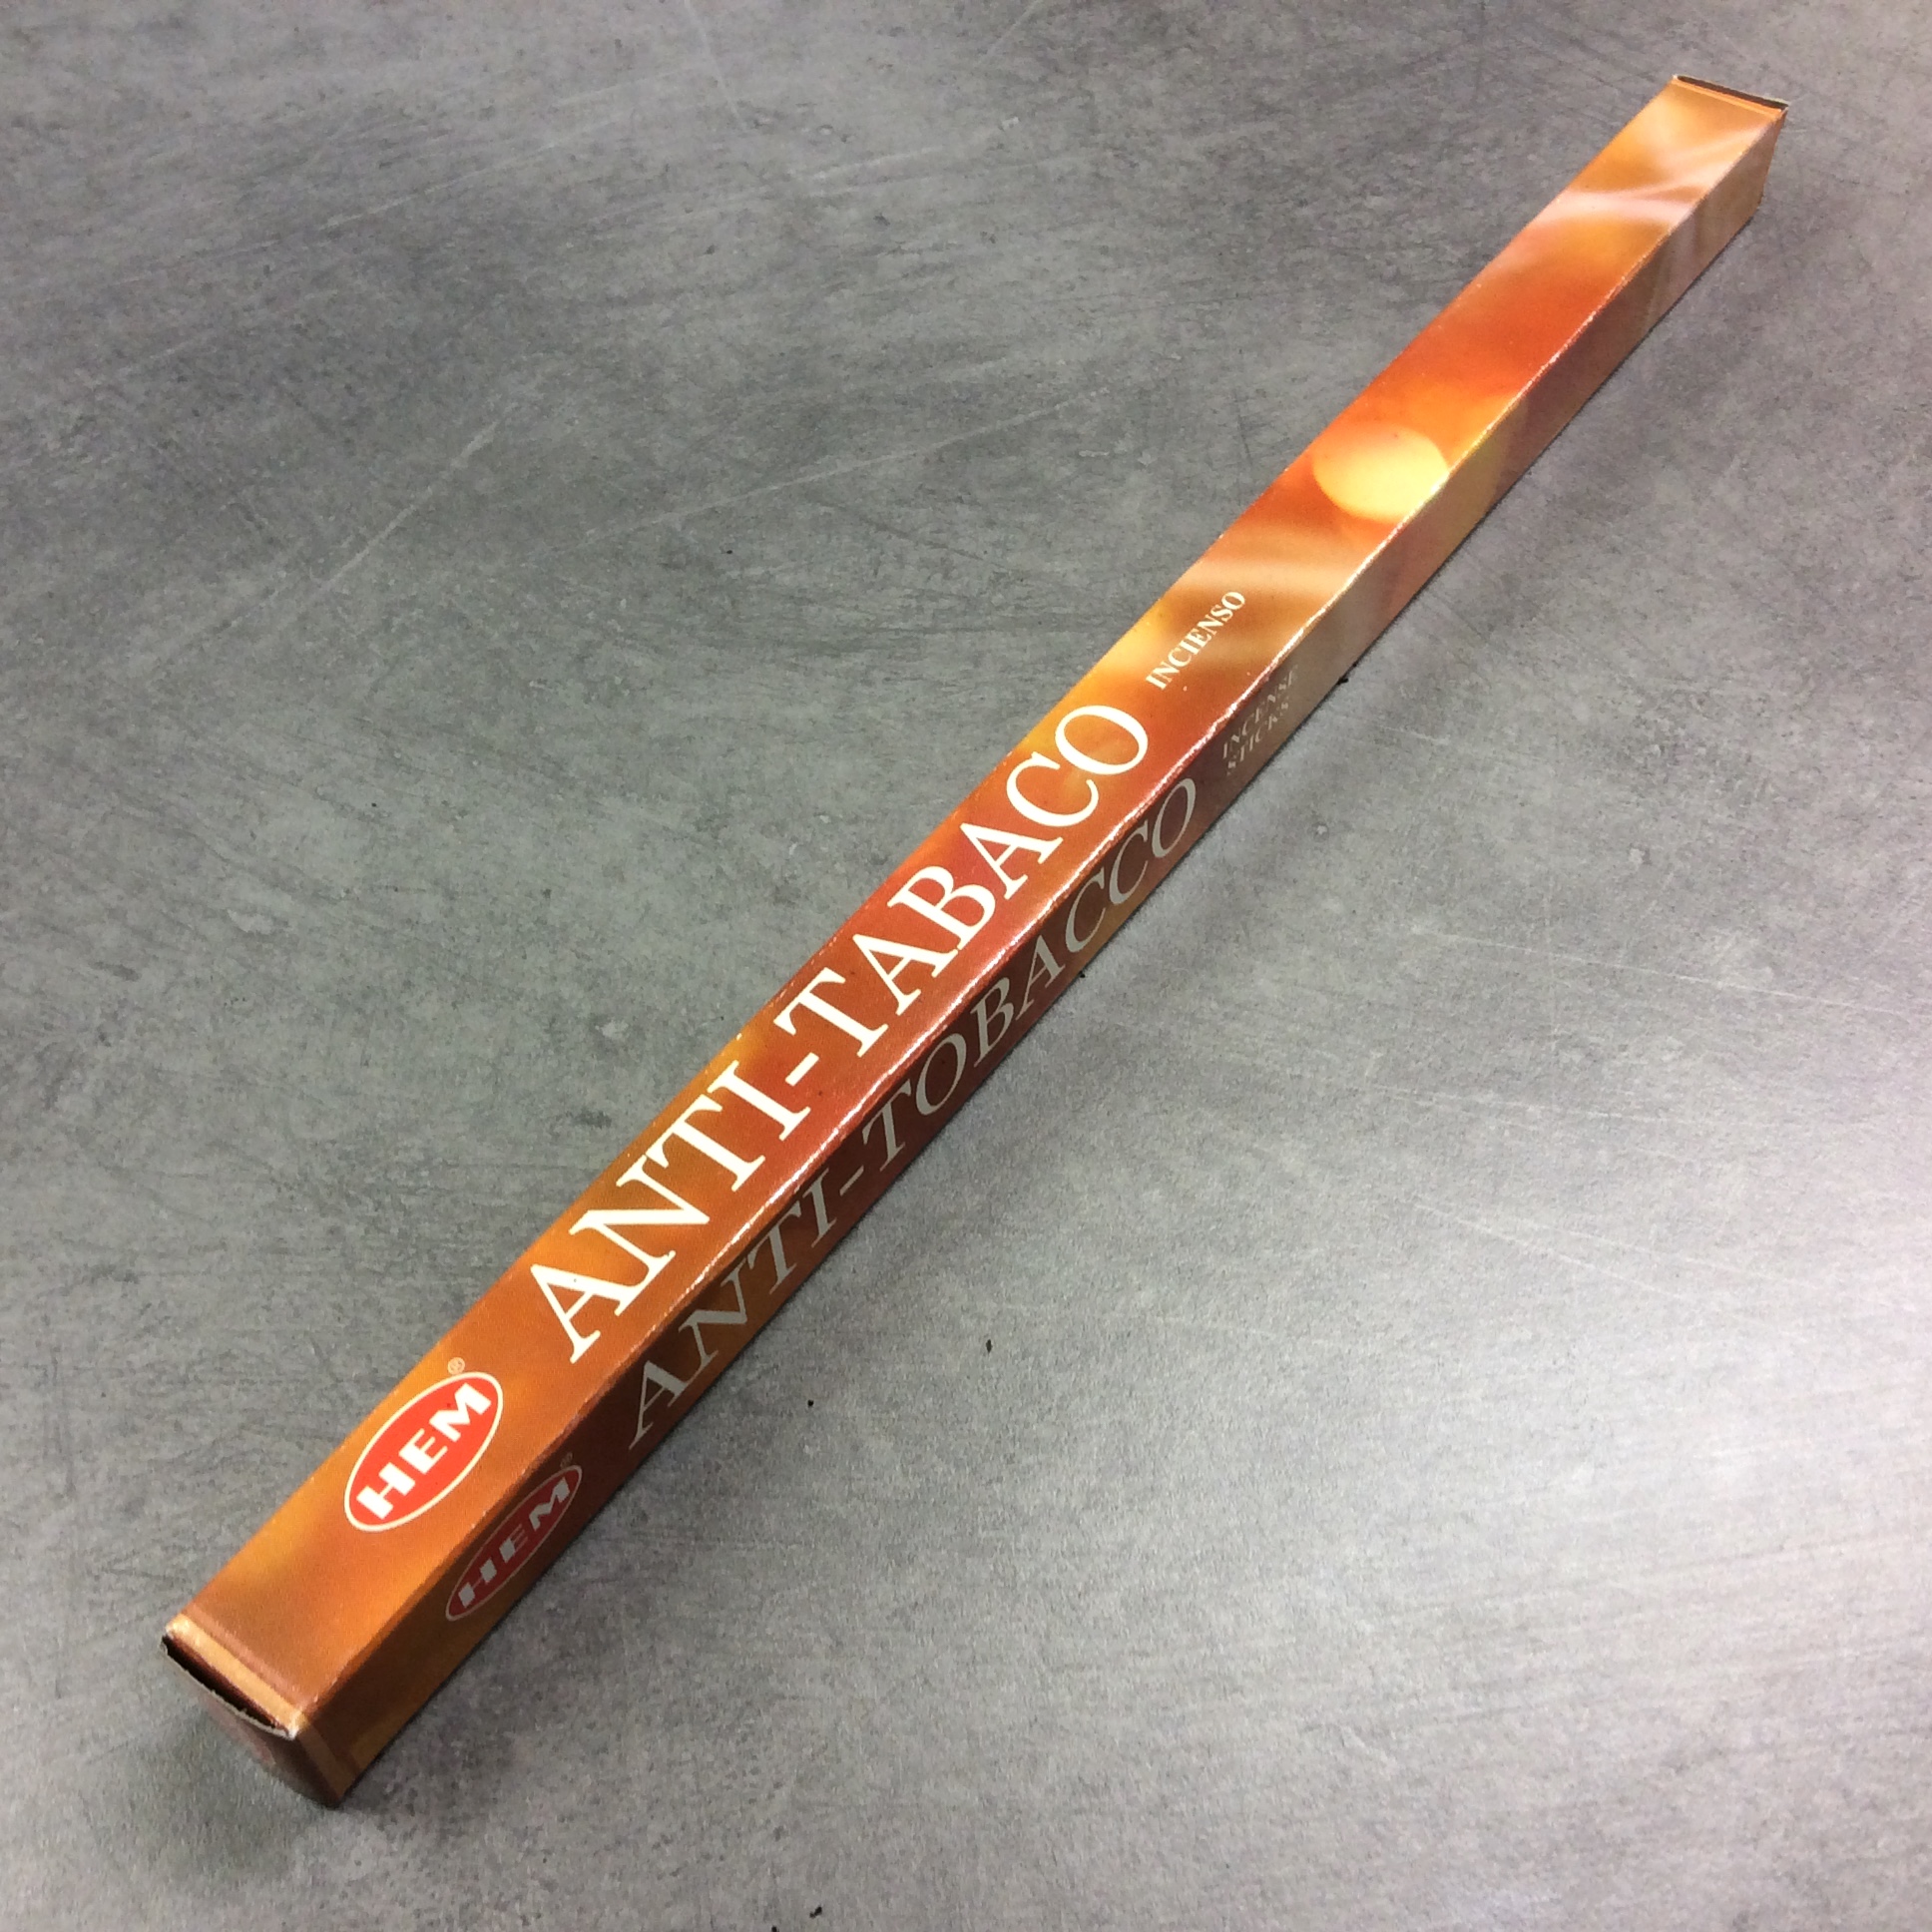 HEM®
ANTI-TABACO
INCIENSO
HEM®
ANTI-TOBACCO
INCENSE
STICKS